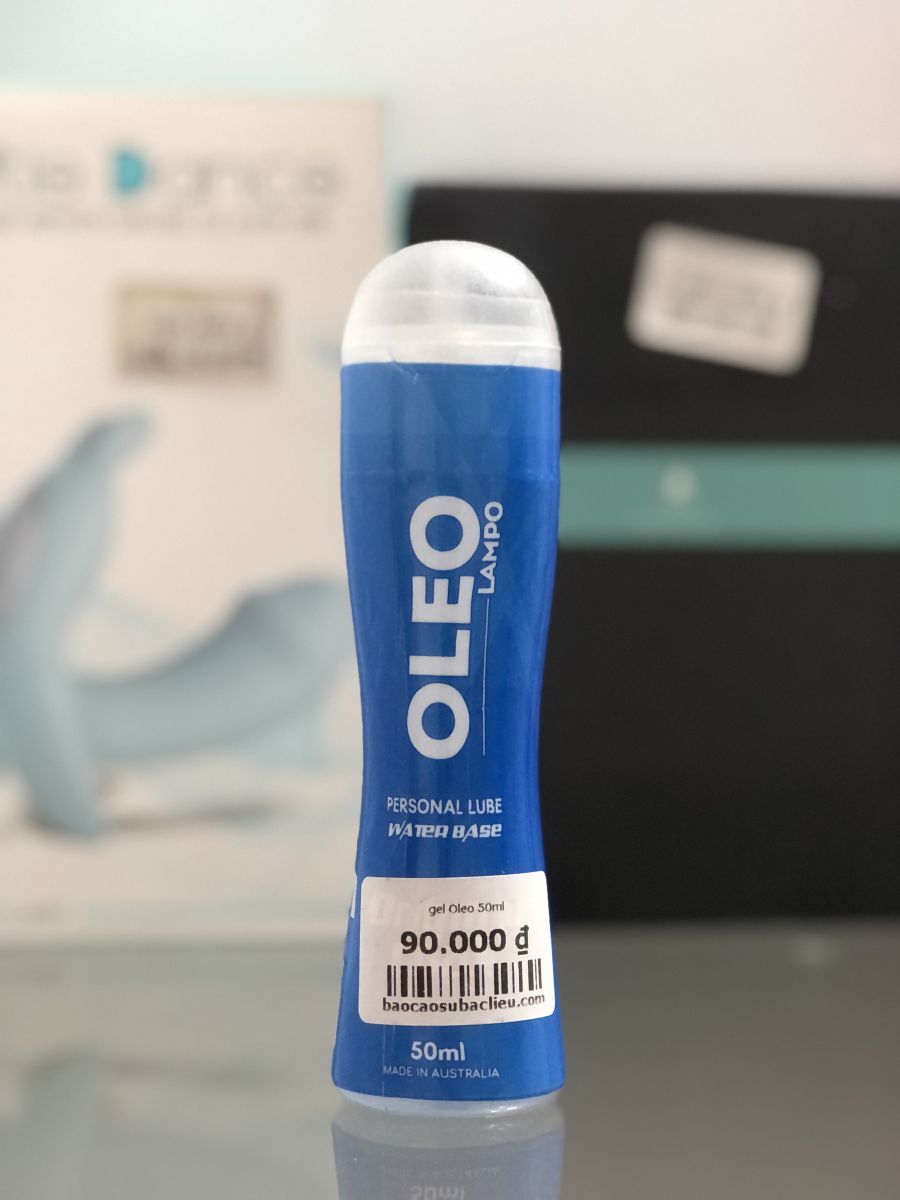 OLEO
LAMPO
PERSONAL LUBE
WATER BASE
gel Oleo 50ml
90.000 ₫
baocaosubaclieu.com
50ml
MADE IN AUSTRALIA